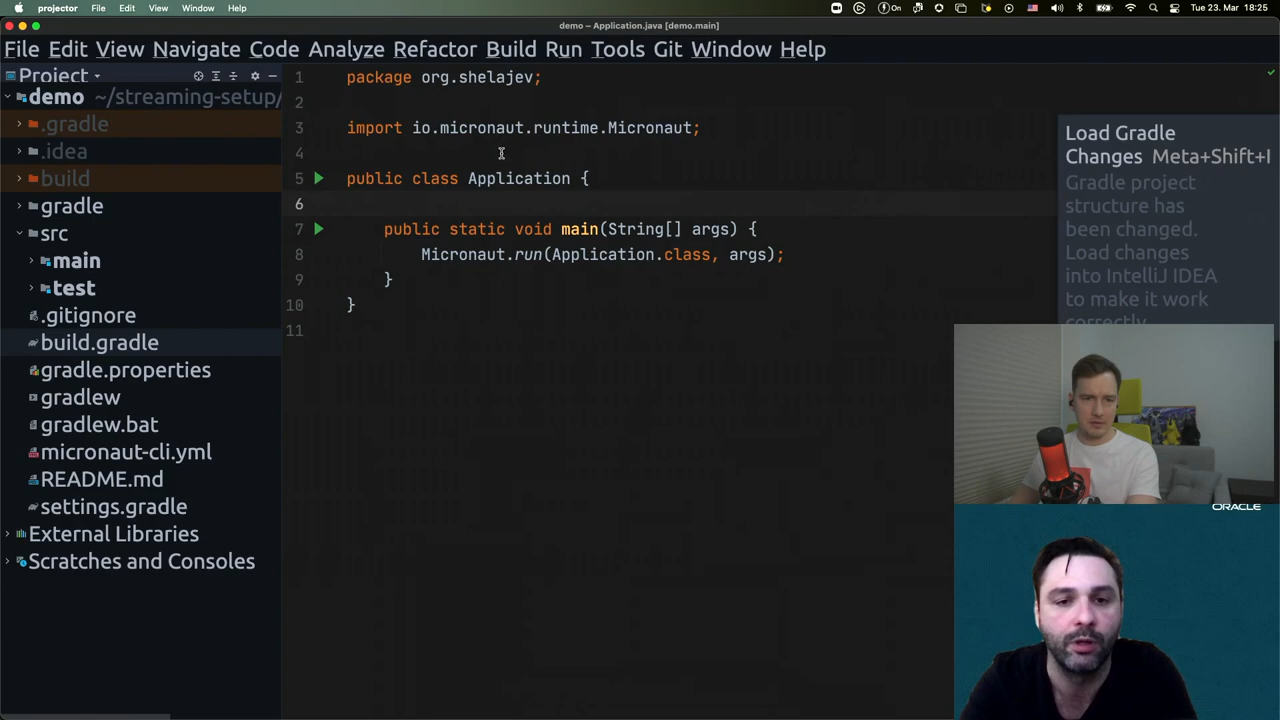 projector File Edit View Window Help
On
Tue 23. Mar 18:25
demo – Application.java [demo.main]
File Edit View Navigate Code Analyze Refactor Build Run Tools Git Window Help
Project
demo ~/streaming-setup/
.gradle
.idea
build
gradle
src
main
test
.gitignore
build.gradle
gradle.properties
gradlew
gradlew.bat
micronaut-cli.yml
README.md
settings.gradle
External Libraries
Scratches and Consoles
1 package org.shelajev;
2
3 import io.micronaut.runtime.Micronaut;
4
5 public class Application {
6
7 public static void main(String[] args) {
8 Micronaut.run(Application.class, args);
9 }
10 }
11
Load Gradle
Changes Meta+Shift+I
Gradle project
structure has
been changed.
Load changes
into IntelliJ IDEA
to make it work
correctly.
ORACLE